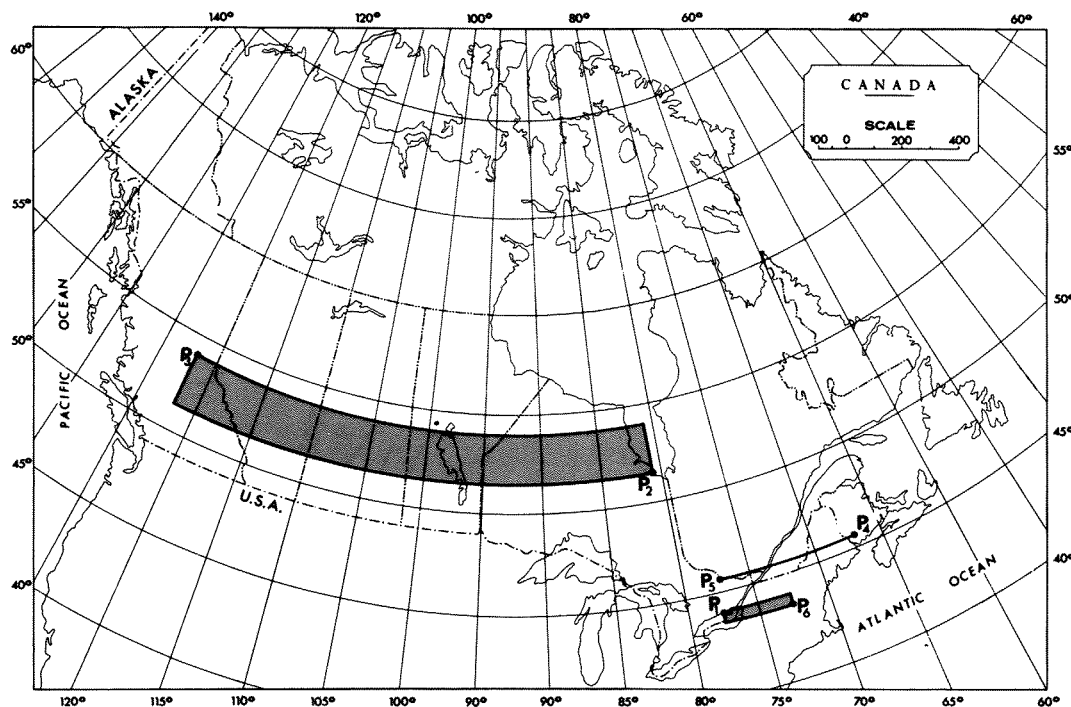 140° 120° 100° 80° 60° 40° 60°
60°
ALASKA
CANADA
SCALE
100 0 200 400
55°
55°
50°
PACIFIC OCEAN
50°
P3
45°
45°
U.S.A.
P2
P4
40°
40°
P5
P1
P6
ATLANTIC OCEAN
120° 115° 110° 105° 100° 95° 90° 85° 80° 75° 70° 65° 60°